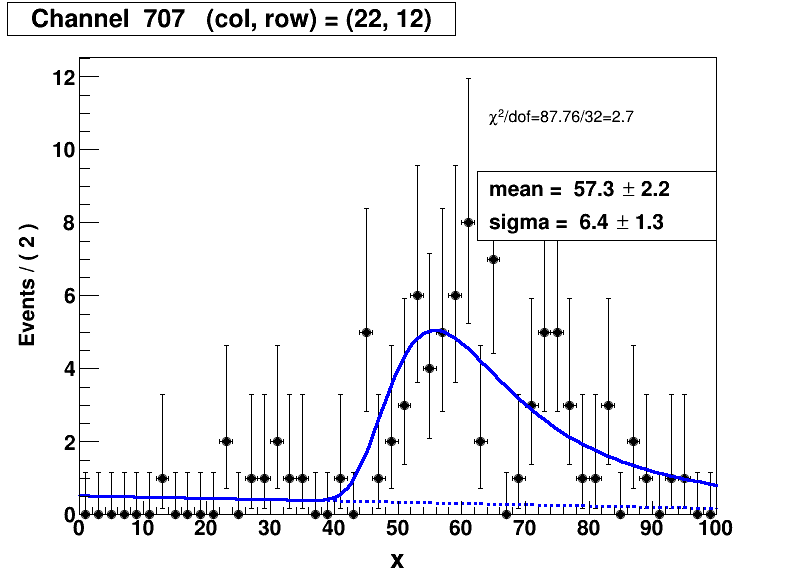 Channel 707 (col, row) = (22, 12)
χ²/dof=87.76/32=2.7
mean = 57.3 ± 2.2
sigma = 6.4 ± 1.3
Events / ( 2 )
12
10
8
6
4
2
0
0 10 20 30 40 50 60 70 80 90 100
x